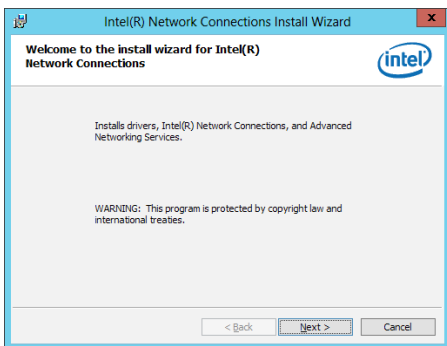 Intel(R) Network Connections Install Wizard
x
Welcome to the install wizard for Intel(R)
Network Connections
intel
Installs drivers, Intel(R) Network Connections, and Advanced
Networking Services.
WARNING: This program is protected by copyright law and
international treaties.
< Back
Next >
Cancel